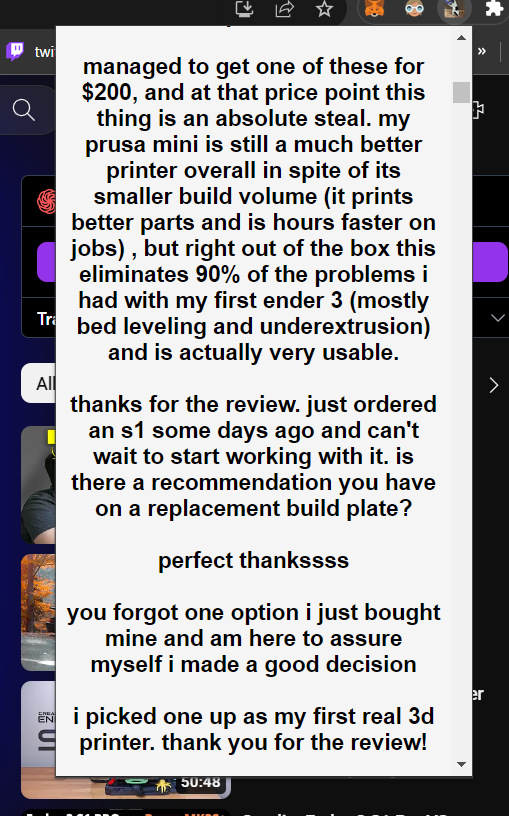 twi
»
managed to get one of these for
$200, and at that price point this
thing is an absolute steal. my
prusa mini is still a much better
printer overall in spite of its
smaller build volume (it prints
better parts and is hours faster on
jobs) , but right out of the box this
eliminates 90% of the problems i
had with my first ender 3 (mostly
bed leveling and underextrusion)
and is actually very usable.
Tra
thanks for the review. just ordered
an s1 some days ago and can't
wait to start working with it. is
there a recommendation you have
on a replacement build plate?
All
perfect thankssss
you forgot one option i just bought
mine and am here to assure
myself i made a good decision
er
i picked one up as my first real 3d
printer. thank you for the review!
CREA
EN
S
50:48